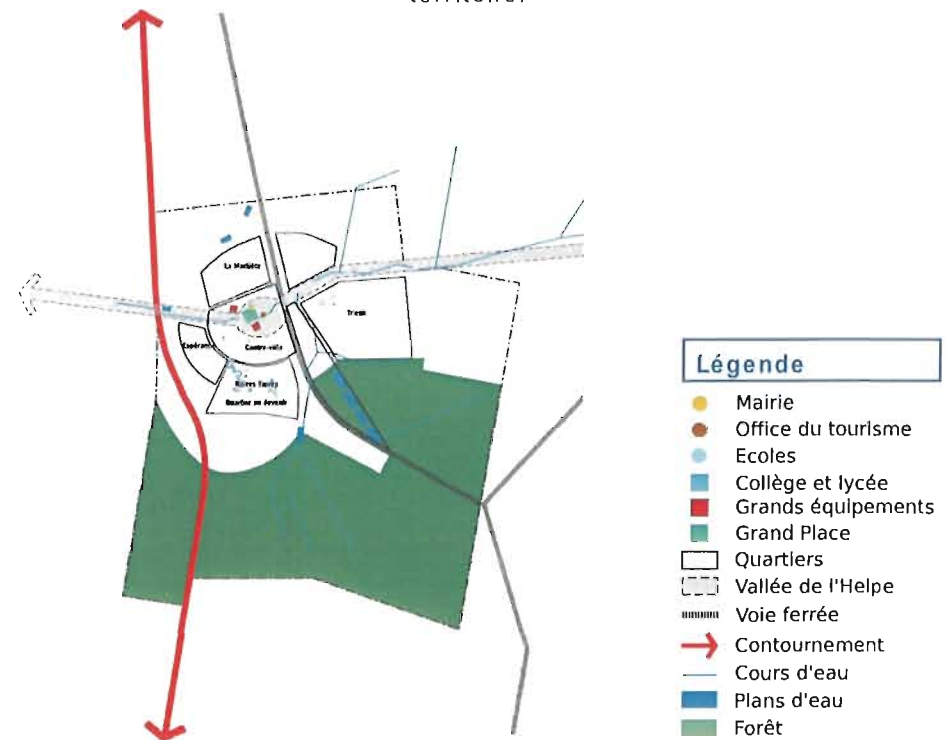 La Marlière
Trieux
Centre-ville
Espérance
Quartier en devenir
Légende
Mairie
Office du tourisme
Ecoles
Collège et lycée
Grands équipements
Grand Place
Quartiers
Vallée de l'Helpe
Voie ferrée
Contournement
Cours d'eau
Plans d'eau
Forêt